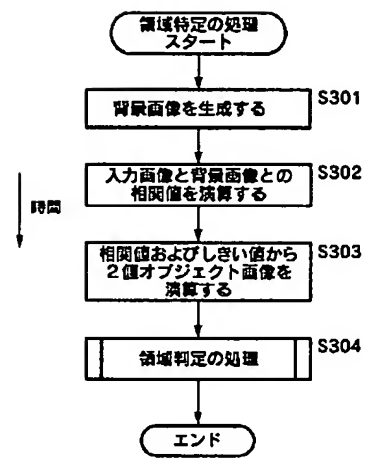 領域特定の処理
スタート
背景画像を生成する
S301
入力画像と背景画像との
相関値を演算する
S302
時間
相関値およびしきい値から
2値オブジェクト画像を
演算する
S303
領域判定の処理
S304
エンド